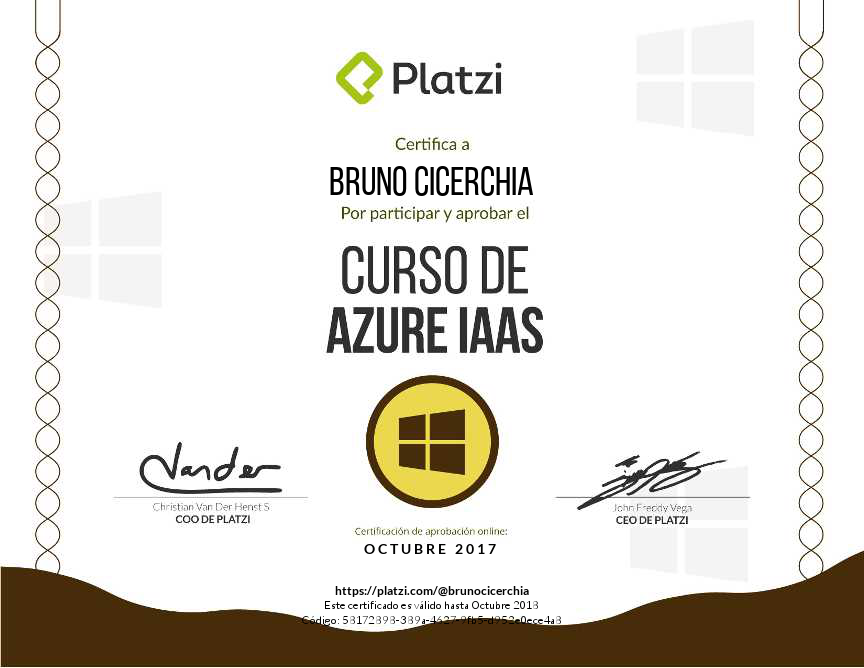 Platzi
Certifica a
BRUNO CICERCHIA
Por participar y aprobar el
CURSO DE
AZURE IAAS
Vander
Christian Van Der Henst S
COO DE PLATZI
John Freddy Vega
CEO DE PLATZI
Certificación de aprobación online:
OCTUBRE 2017
https://platzi.com/@brunocicerchia
Este certificado es válido hasta Octubre 2018
Código: